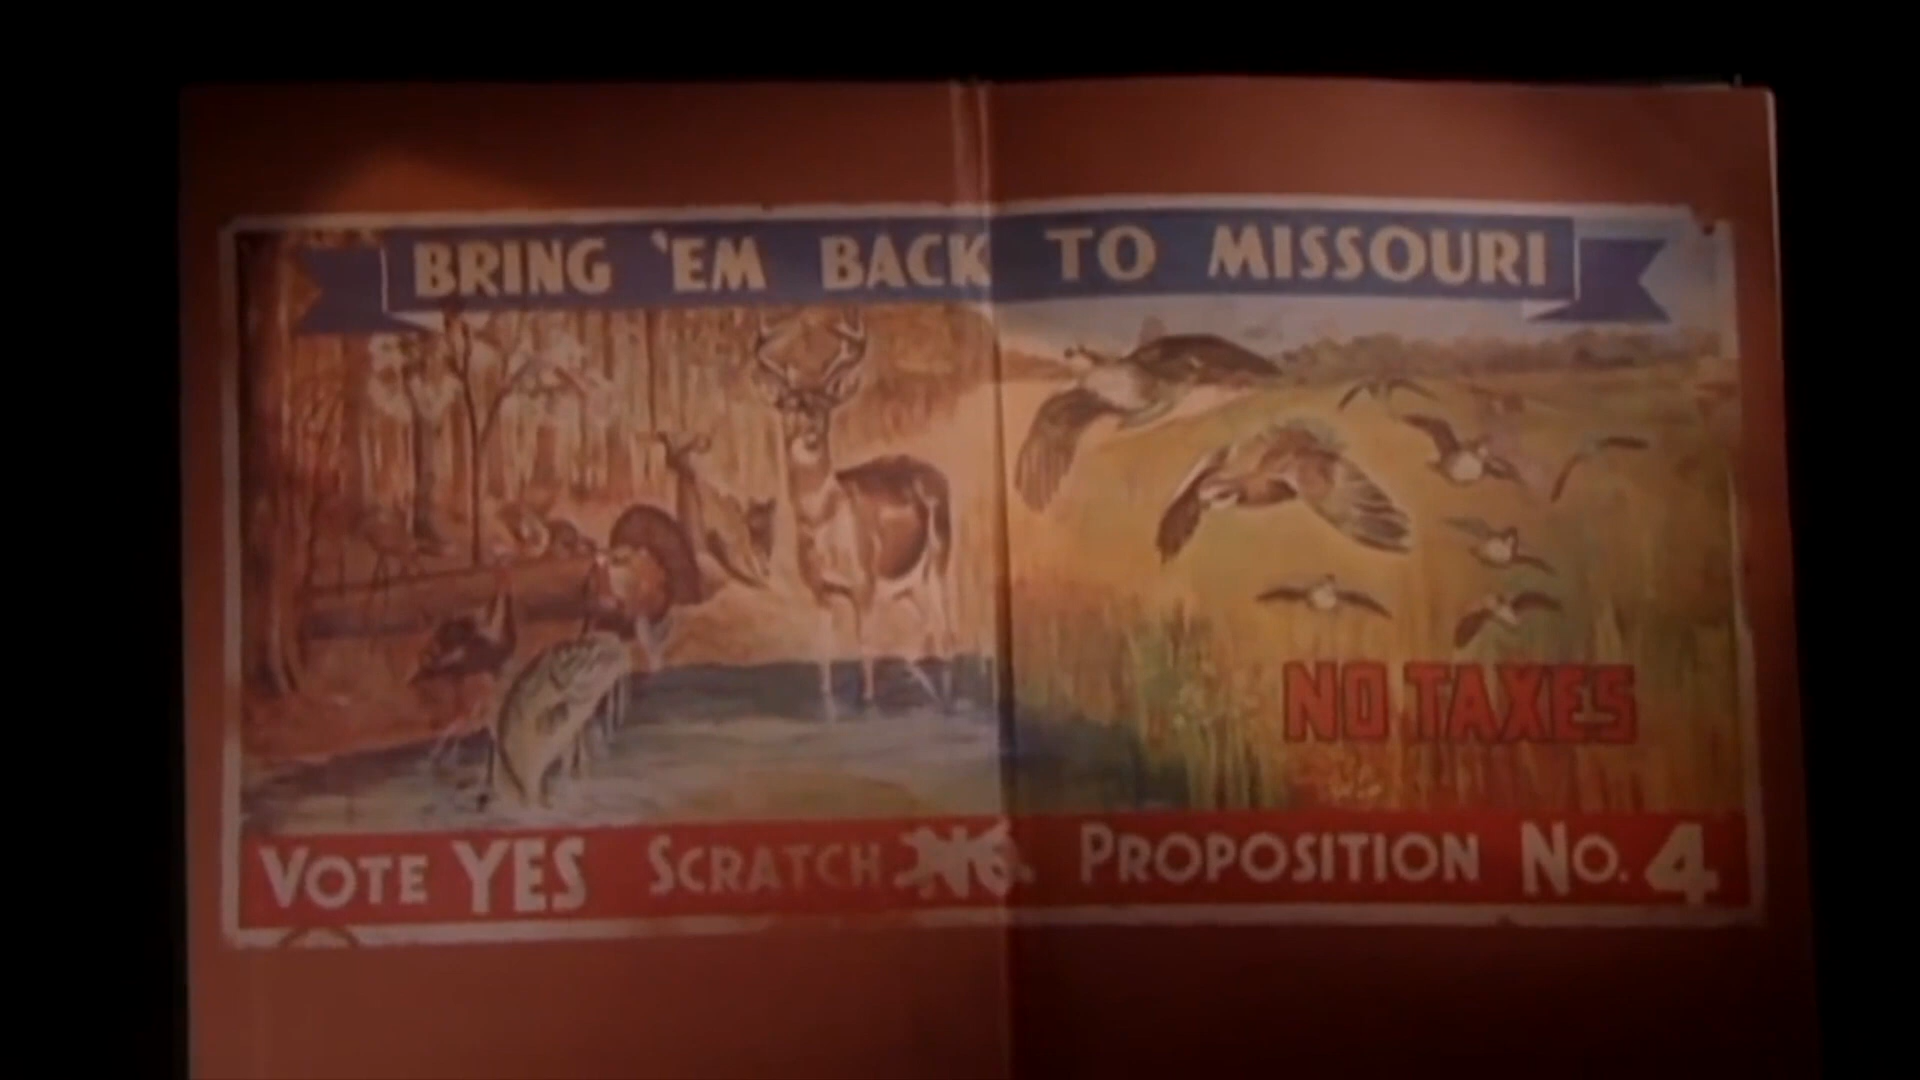 BRING 'EM BACK TO MISSOURI
NO TAXES
VOTE YES SCRATCH NO. PROPOSITION NO. 4